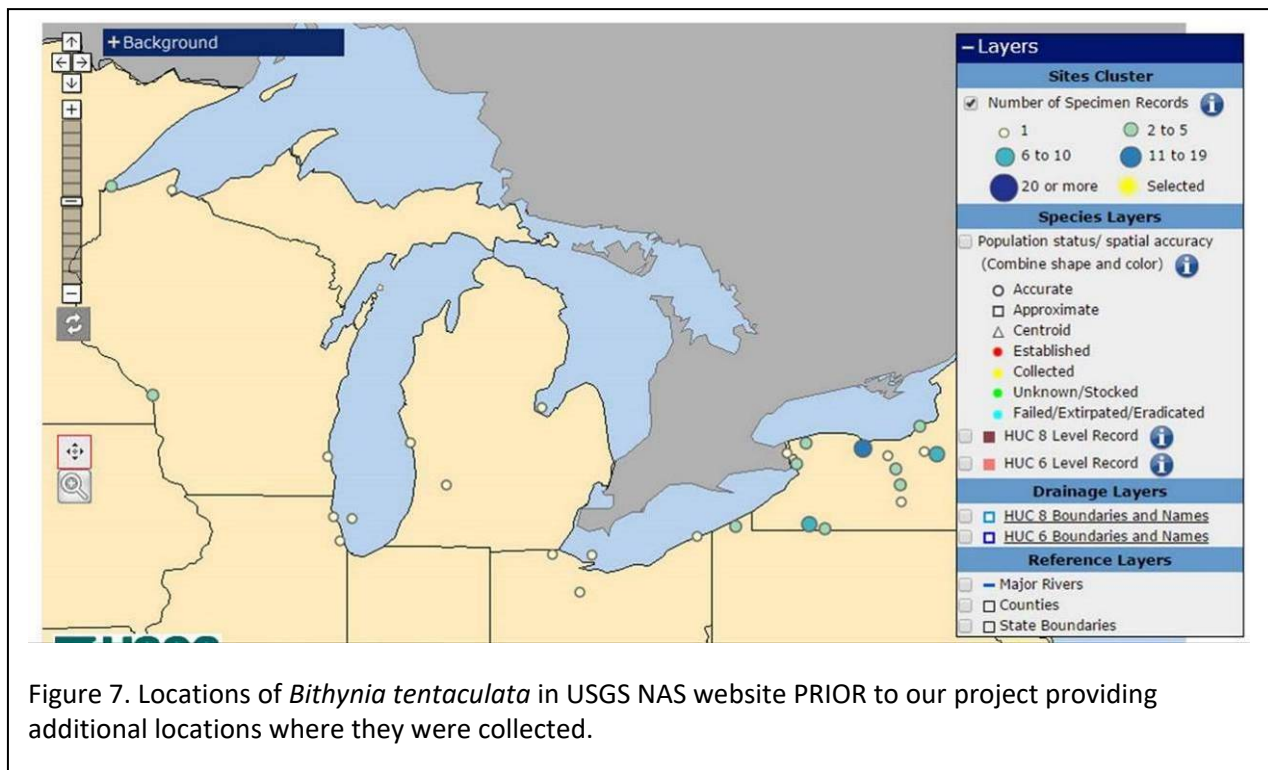 +Background
– Layers
Sites Cluster
Number of Specimen Records
1
2 to 5
6 to 10
11 to 19
20 or more
Selected
Species Layers
Population status/ spatial accuracy
(Combine shape and color)
Accurate
Approximate
Centroid
Established
Collected
Unknown/Stocked
Failed/Extirpated/Eradicated
HUC 8 Level Record
HUC 6 Level Record
Drainage Layers
HUC 8 Boundaries and Names
HUC 6 Boundaries and Names
Reference Layers
Major Rivers
Counties
State Boundaries
Figure 7. Locations of Bithynia tentaculata in USGS NAS website PRIOR to our project providing
additional locations where they were collected.